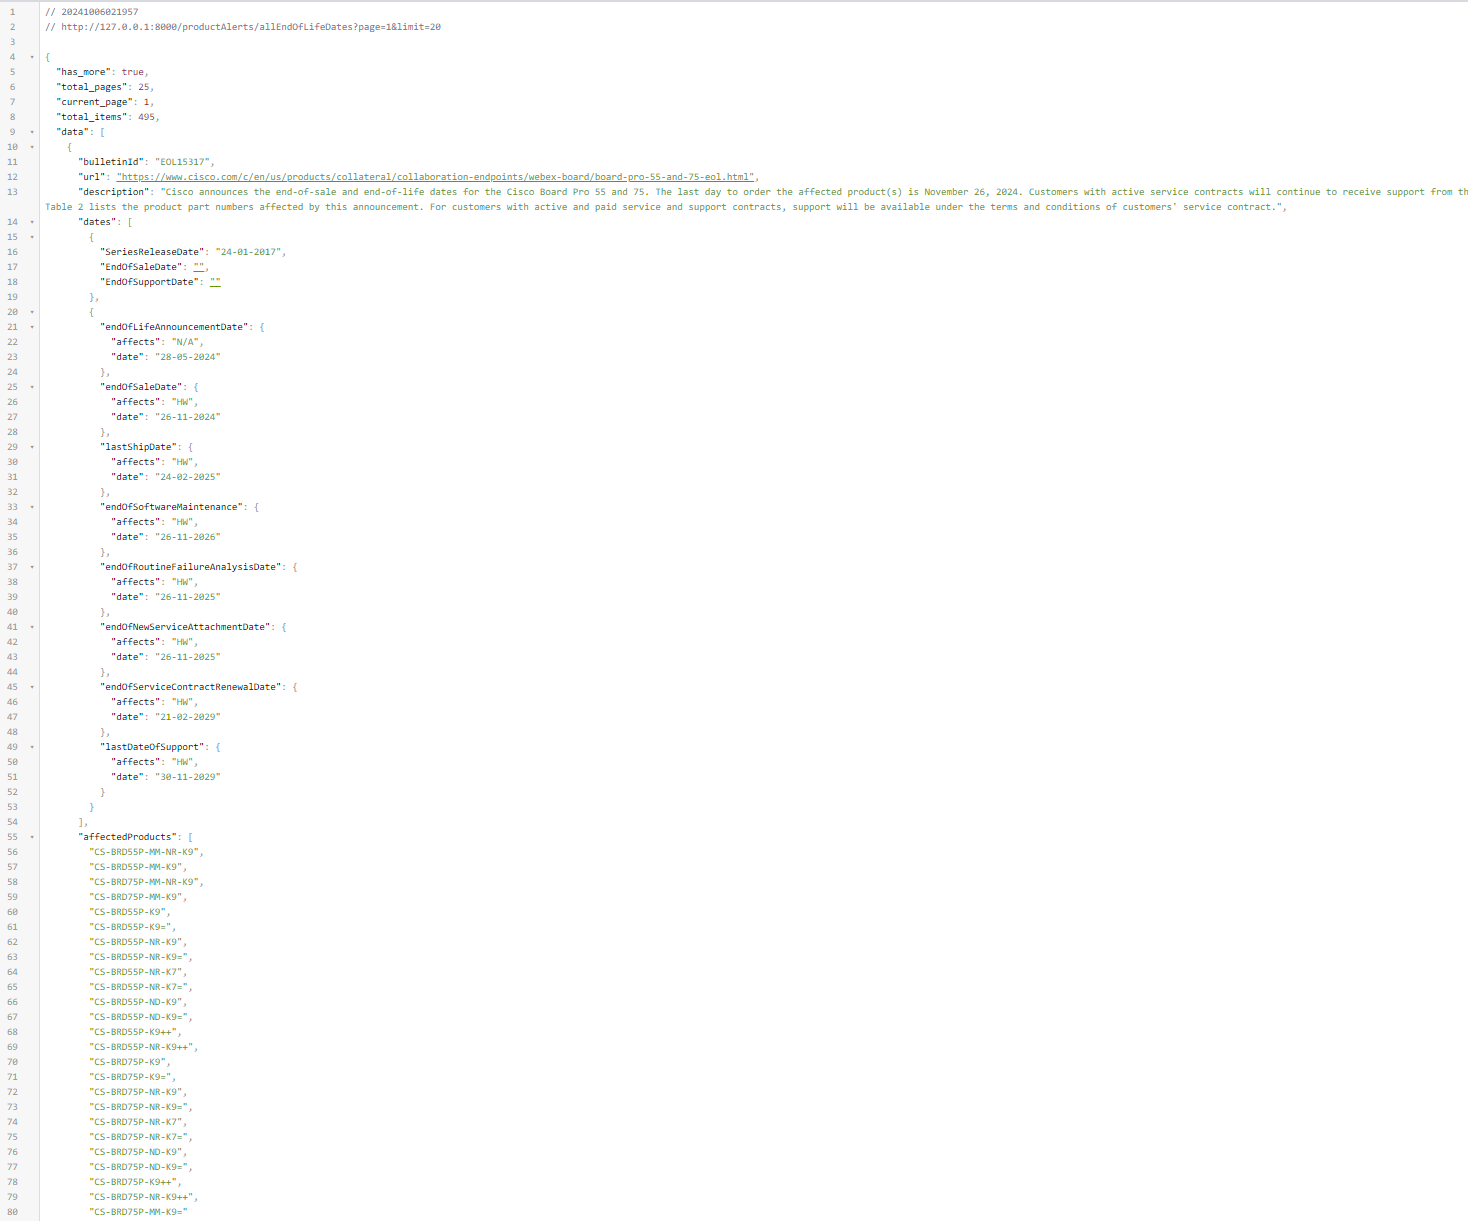 1 // 20241006021957
2 // http://127.0.0.1:8000/productAlerts/allEndOfLifeDates?page=1&limit=20
3
4 {
5 "has_more": true,
6 "total_pages": 25,
7 "current_page": 1,
8 "total_items": 495,
9 "data": [
10 {
11 "bulletinId": "EOL15317",
12 "url": "https://www.cisco.com/c/en/us/products/collateral/collaboration-endpoints/webex-board/board-pro-55-and-75-eol.html",
13 "description": "Cisco announces the end-of-sale and end-of-life dates for the Cisco Board Pro 55 and 75. The last day to order the affected product(s) is November 26, 2024. Customers with active service contracts will continue to receive support from th
Table 2 lists the product part numbers affected by this announcement. For customers with active and paid service and support contracts, support will be available under the terms and conditions of customers' service contract.",
14 "dates": [
15 {
16 "SeriesReleaseDate": "24-01-2017",
17 "EndOfSaleDate": "",
18 "EndOfSupportDate": ""
19 },
20 {
21 "endOfLifeAnnouncementDate": {
22 "affects": "N/A",
23 "date": "28-05-2024"
24 },
25 "endOfSaleDate": {
26 "affects": "HW",
27 "date": "26-11-2024"
28 },
29 "lastShipDate": {
30 "affects": "HW",
31 "date": "24-02-2025"
32 },
33 "endOfSoftwareMaintenance": {
34 "affects": "HW",
35 "date": "26-11-2026"
36 },
37 "endOfRoutineFailureAnalysisDate": {
38 "affects": "HW",
39 "date": "26-11-2025"
40 },
41 "endOfNewServiceAttachmentDate": {
42 "affects": "HW",
43 "date": "26-11-2025"
44 },
45 "endOfServiceContractRenewalDate": {
46 "affects": "HW",
47 "date": "21-02-2029"
48 },
49 "lastDateOfSupport": {
50 "affects": "HW",
51 "date": "30-11-2029"
52 }
53 }
54 ],
55 "affectedProducts": [
56 "CS-BRD55P-MM-NR-K9",
57 "CS-BRD55P-MM-K9",
58 "CS-BRD75P-MM-NR-K9",
59 "CS-BRD75P-MM-K9",
60 "CS-BRD55P-K9",
61 "CS-BRD55P-K9=",
62 "CS-BRD55P-NR-K9",
63 "CS-BRD55P-NR-K9=",
64 "CS-BRD55P-NR-K7",
65 "CS-BRD55P-NR-K7=",
66 "CS-BRD55P-ND-K9",
67 "CS-BRD55P-ND-K9=",
68 "CS-BRD55P-K9++",
69 "CS-BRD55P-NR-K9++",
70 "CS-BRD75P-K9",
71 "CS-BRD75P-K9=",
72 "CS-BRD75P-NR-K9",
73 "CS-BRD75P-NR-K9=",
74 "CS-BRD75P-NR-K7",
75 "CS-BRD75P-NR-K7=",
76 "CS-BRD75P-ND-K9",
77 "CS-BRD75P-ND-K9=",
78 "CS-BRD75P-K9++",
79 "CS-BRD75P-NR-K9++",
80 "CS-BRD75P-MM-K9="